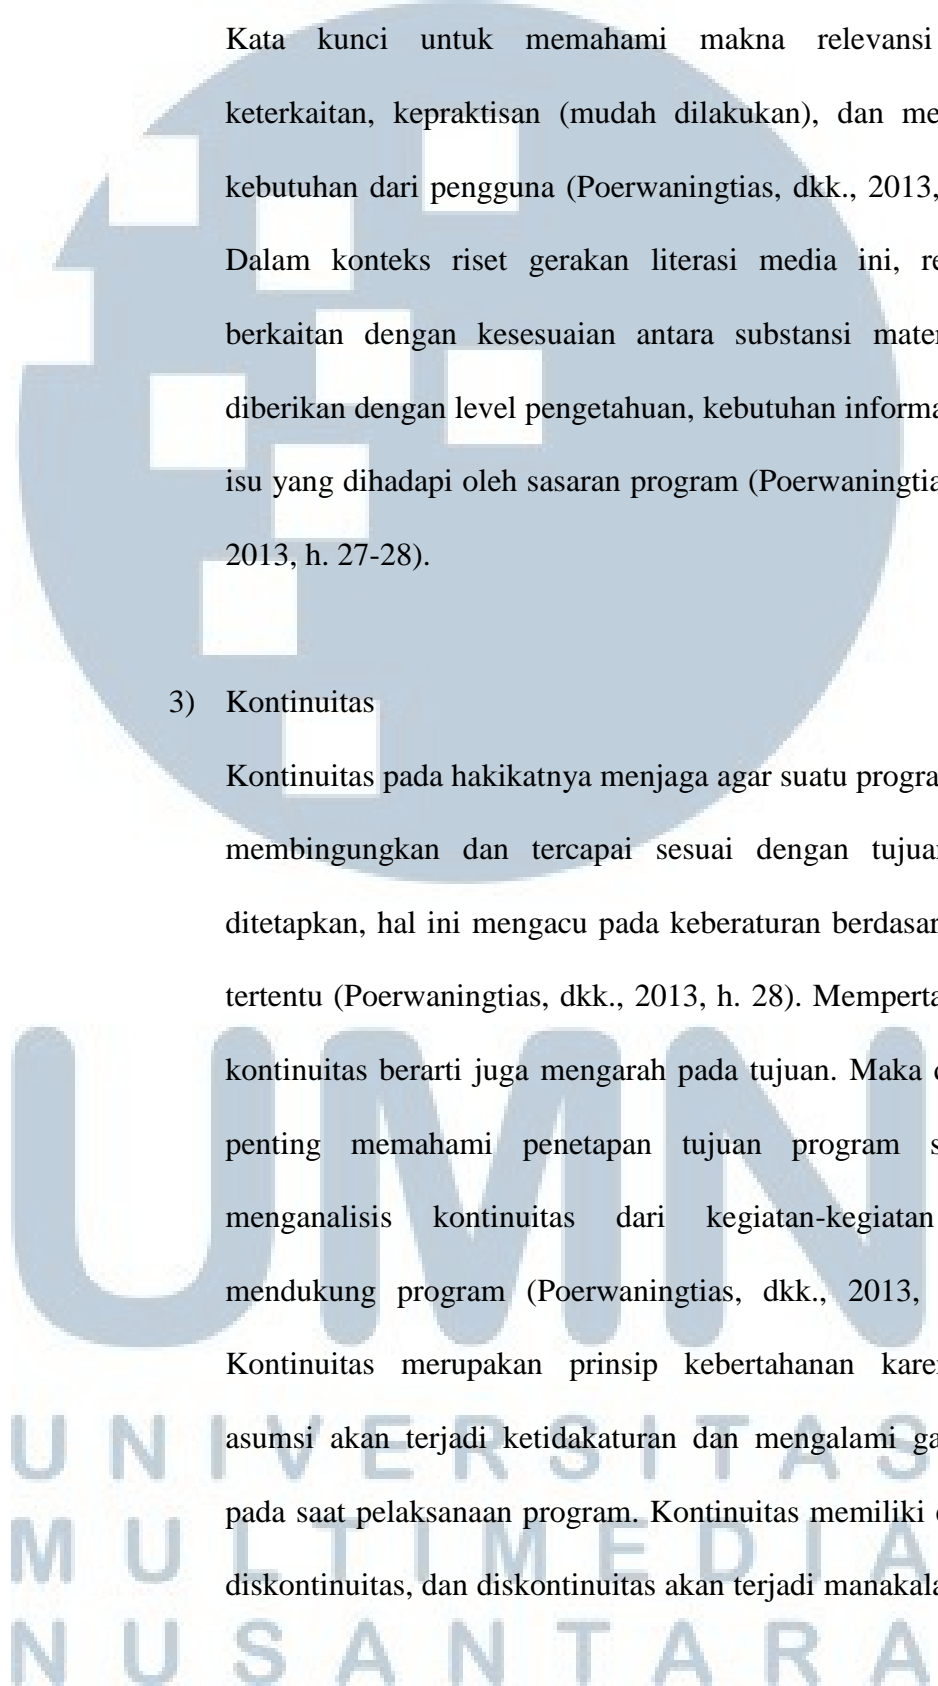 Kata kunci untuk memahami makna relevansi
keterkaitan, kepraktisan (mudah dilakukan), dan me
kebutuhan dari pengguna (Poerwaningtias, dkk., 2013,
Dalam konteks riset gerakan literasi media ini, re
berkaitan dengan kesesuaian antara substansi mater
diberikan dengan level pengetahuan, kebutuhan informa
isu yang dihadapi oleh sasaran program (Poerwaningtia
2013, h. 27-28).
3) Kontinuitas
Kontinuitas pada hakikatnya menjaga agar suatu progra
membingungkan dan tercapai sesuai dengan tujua
ditetapkan, hal ini mengacu pada keberaturan berdasar
tertentu (Poerwaningtias, dkk., 2013, h. 28). Memperta
kontinuitas berarti juga mengarah pada tujuan. Maka
penting memahami penetapan tujuan program s
menganalisis kontinuitas dari kegiatan-kegiatan
mendukung program (Poerwaningtias, dkk., 2013,
Kontinuitas merupakan prinsip kebertahanan kare
asumsi akan terjadi ketidakaturan dan mengalami ga
pada saat pelaksanaan program. Kontinuitas memiliki
diskontinuitas, dan diskontinuitas akan terjadi manakala
UMN
UNIVERSITAS
MULTIMEDIA
NUSANTARA